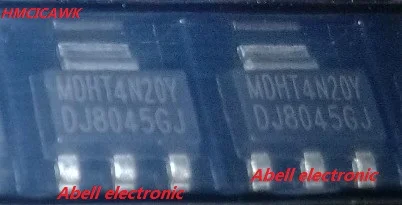 HMCICAWK
MDHT4N20Y
DJ8045GJ
MDHT4N20Y
DJ8045GJ
Abell electronic
Abell electronic